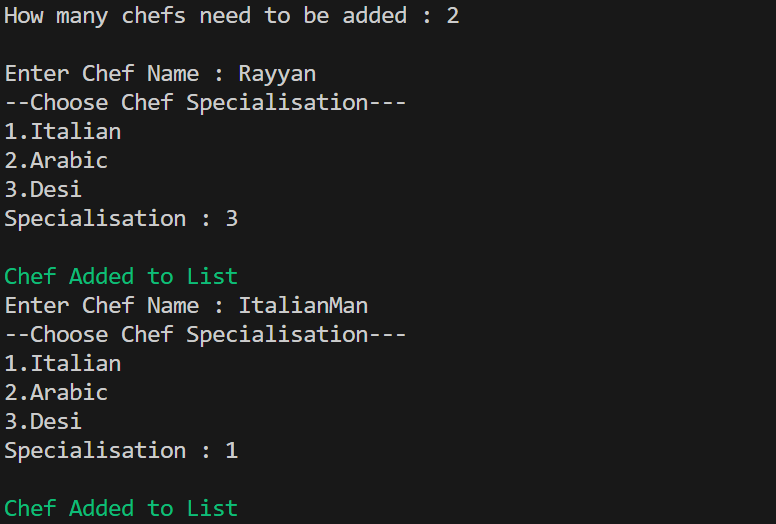 How many chefs need to be added : 2
Enter Chef Name : Rayyan
--Choose Chef Specialisation---
1.Italian
2.Arabic
3.Desi
Specialisation : 3
Chef Added to List
Enter Chef Name : ItalianMan
--Choose Chef Specialisation---
1.Italian
2.Arabic
3.Desi
Specialisation : 1
Chef Added to List